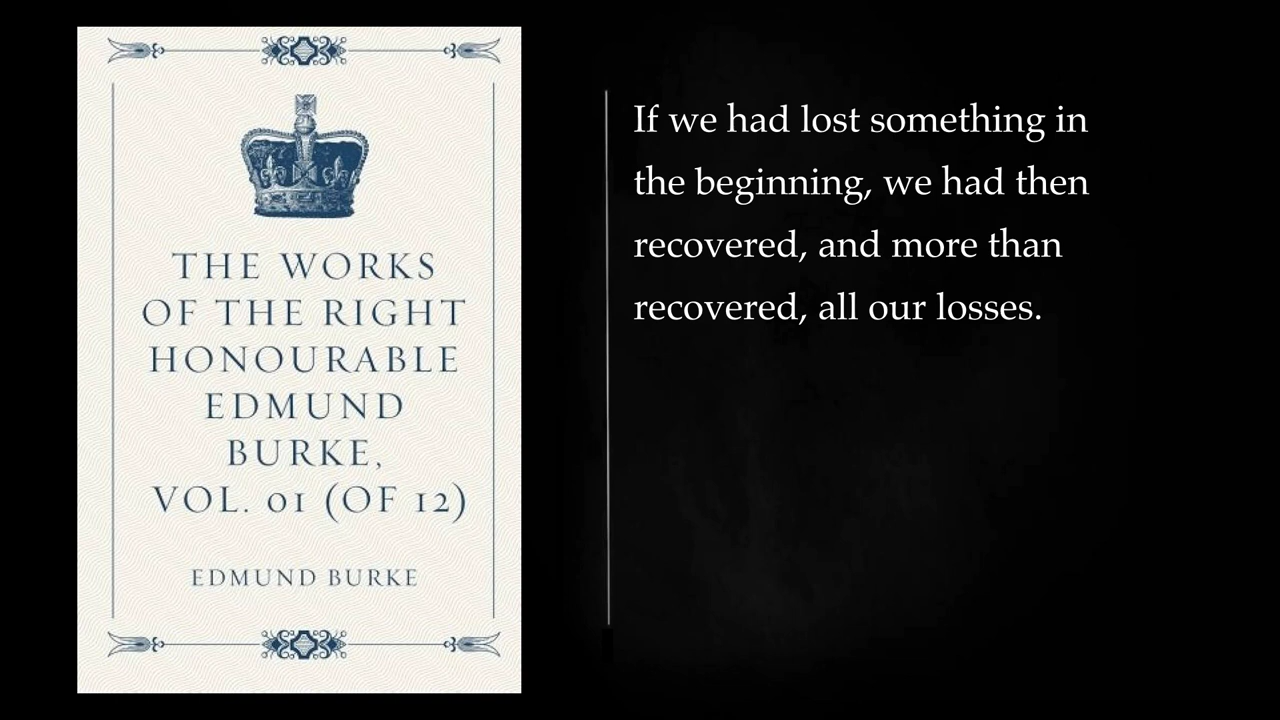 THE WORKS
OF THE RIGHT
HONOURABLE
EDMUND
BURKE,
VOL. 01 (OF 12)
EDMUND BURKE
If we had lost something in
the beginning, we had then
recovered, and more than
recovered, all our losses.